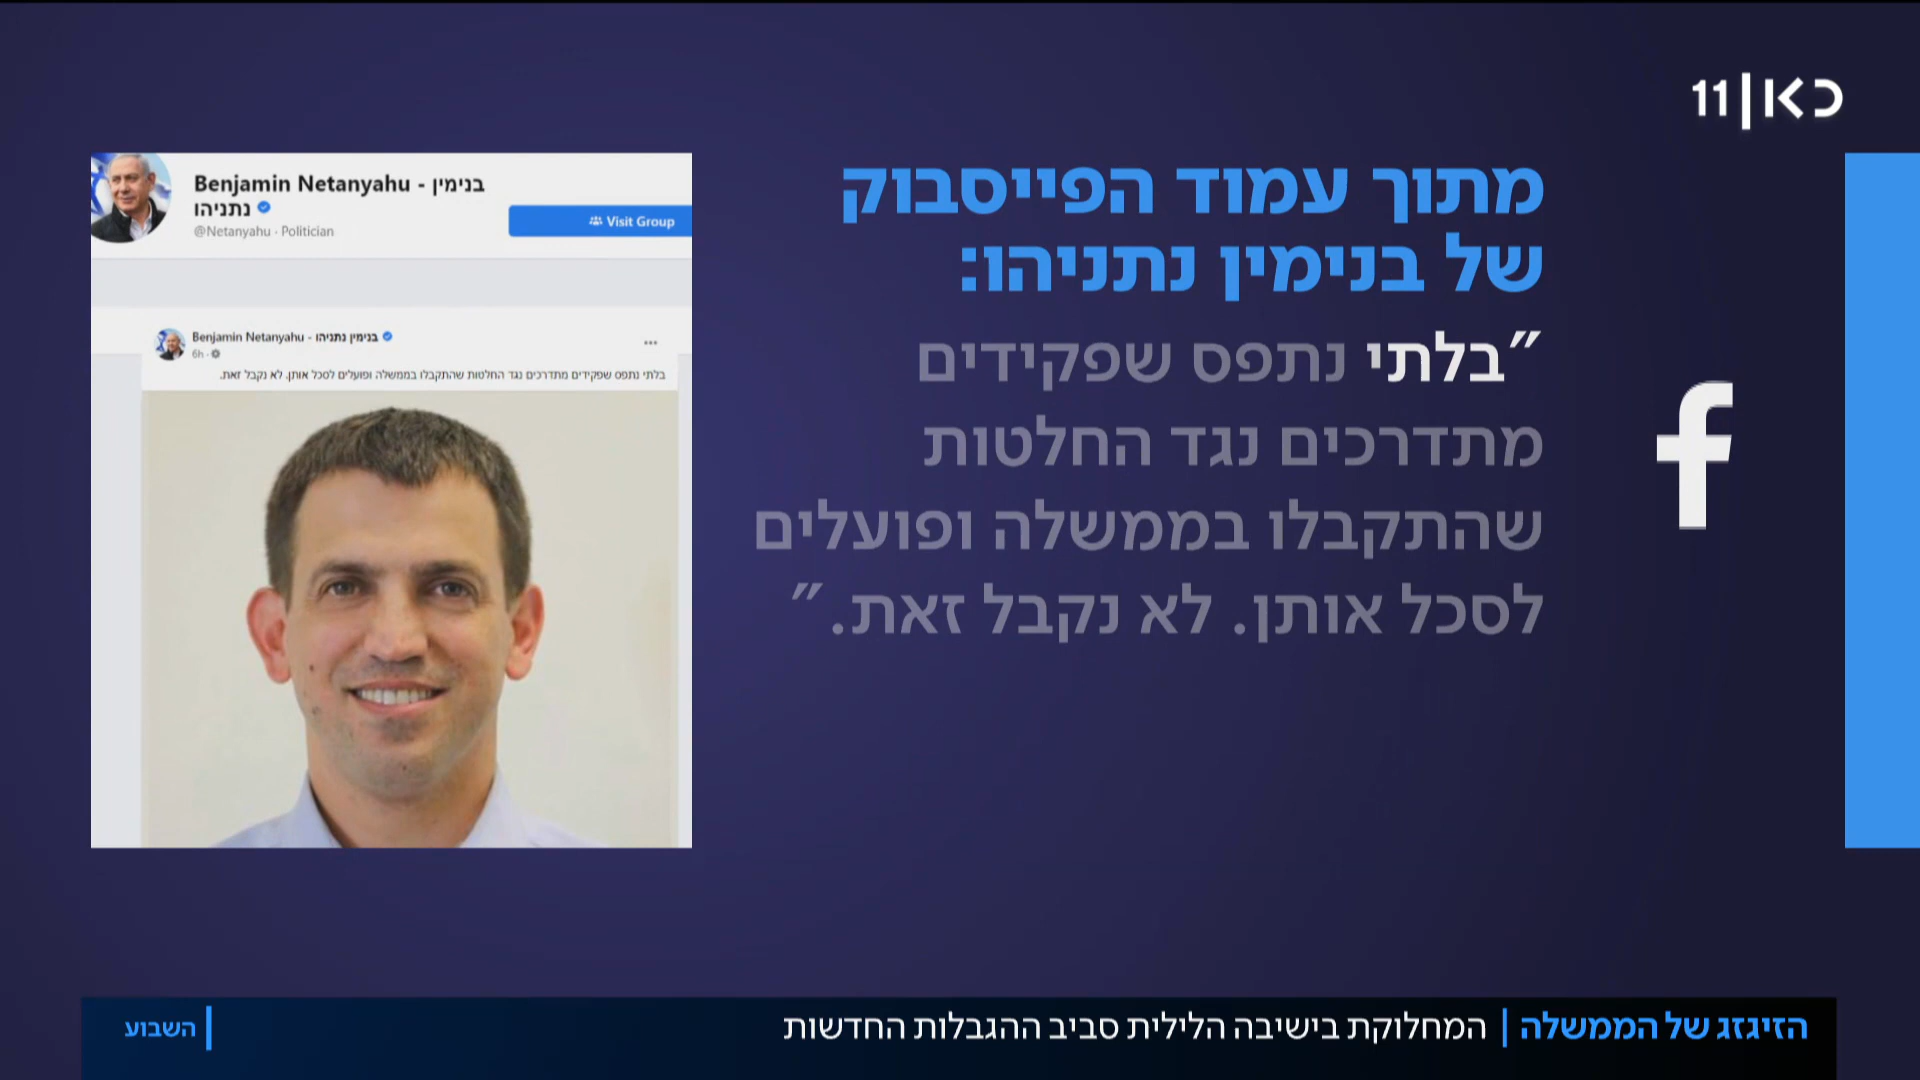 כאן|11
מתוך עמוד הפייסבוק
של בנימין נתניהו:
"בלתי נתפס שפקידים
מתדרכים נגד החלטות
שהתקבלו בממשלה ופועלים
לסכל אותן. לא נקבל זאת."
Benjamin Netanyahu - בנימין
נתניהו
@Netanyahu · Politician
Visit Group
Benjamin Netanyahu - בנימין נתניהו
6h ·
בלתי נתפס שפקידים מתדרכים נגד החלטות שהתקבלו בממשלה ופועלים לסכל אותן. לא נקבל זאת.
הזיגזג של הממשלה | המחלוקת בישיבה הלילית סביב ההגבלות החדשות
השבוע